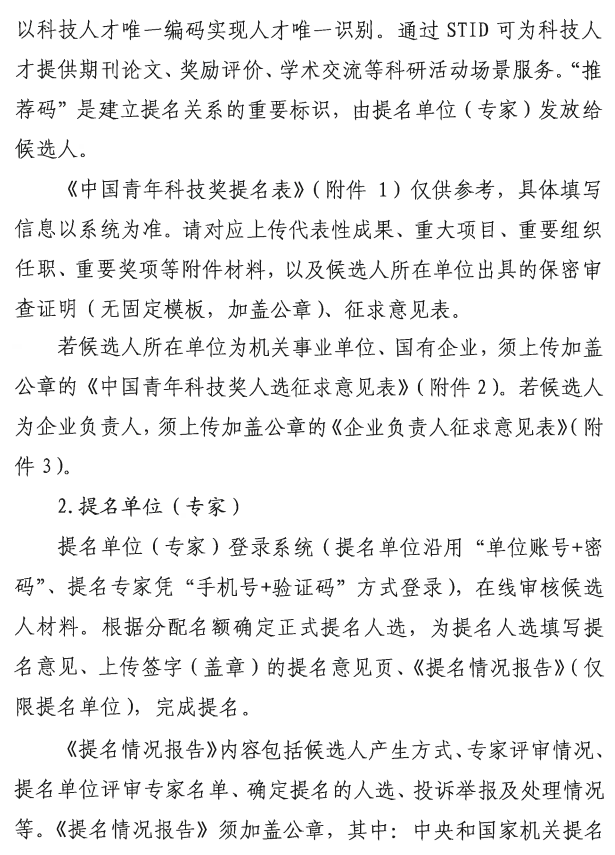 以科技人才唯一编码实现人才唯一识别。通过 STID 可为科技人
才提供期刊论文、奖励评价、学术交流等科研活动场景服务。“推
荐码”是建立提名关系的重要标识，由提名单位（专家）发放给
候选人。
《中国青年科技奖提名表》（附件 1）仅供参考，具体填写
信息以系统为准。请对应上传代表性成果、重大项目、重要组织
任职、重要奖项等附件材料，以及候选人所在单位出具的保密审
查证明（无固定模板，加盖公章）、征求意见表。
若候选人所在单位为机关事业单位、国有企业，须上传加盖
公章的《中国青年科技奖人选征求意见表》（附件 2）。若候选人
为企业负责人，须上传加盖公章的《企业负责人征求意见表》（附
件 3）。
2.提名单位（专家）
提名单位（专家）登录系统（提名单位沿用“单位账号+密
码”、提名专家凭“手机号+验证码”方式登录），在线审核候选
人材料。根据分配名额确定正式提名人选，为提名人选填写提
名意见、上传签字（盖章）的提名意见页、《提名情况报告》（仅
限提名单位），完成提名。
《提名情况报告》内容包括候选人产生方式、专家评审情况、
提名单位评审专家名单、确定提名的人选、投诉举报及处理情况
等。《提名情况报告》须加盖公章，其中：中央和国家机关提名